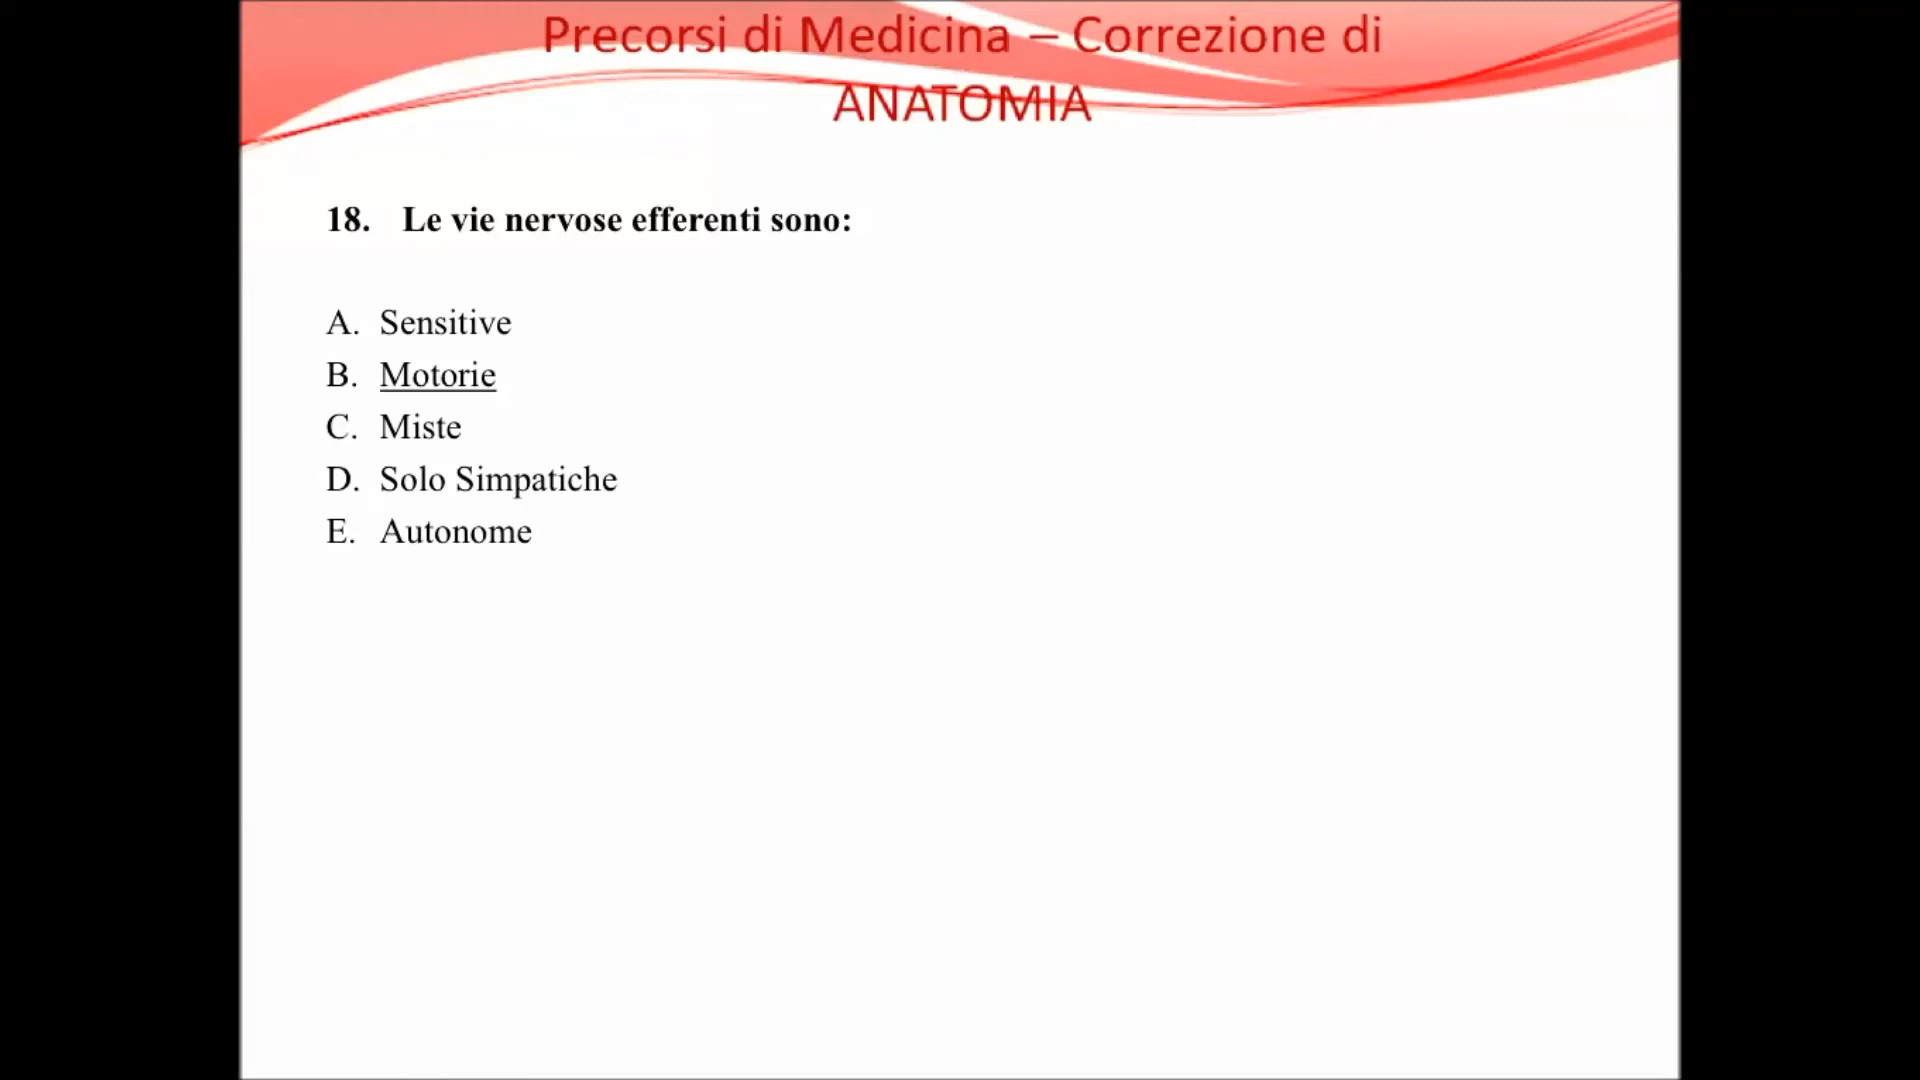 Precorsi di Medicina – Correzione di
ANATOMIA
18. Le vie nervose efferenti sono:
A. Sensitive
B. Motorie
C. Miste
D. Solo Simpatiche
E. Autonome